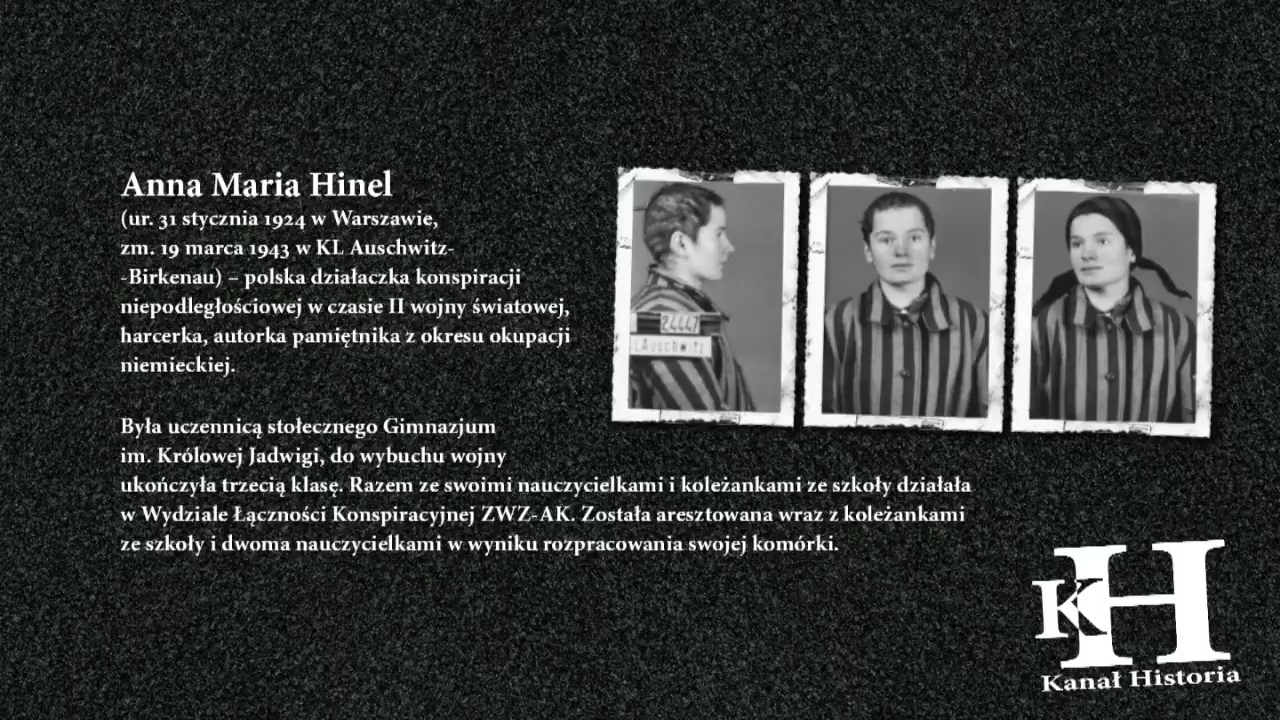 Anna Maria Hinel
(ur. 31 stycznia 1924 w Warszawie,
zm. 19 marca 1943 w KL Auschwitz-
-Birkenau) – polska działaczka konspiracji
niepodległościowej w czasie II wojny światowej,
harcerka, autorka pamiętnika z okresu okupacji
niemieckiej.
Była uczennicą stołecznego Gimnazjum
im. Królowej Jadwigi, do wybuchu wojny
ukończyła trzecią klasę. Razem ze swoimi nauczycielkami i koleżankami ze szkoły działała
w Wydziale Łączności Konspiracyjnej ZWZ-AK. Została aresztowana wraz z koleżankami
ze szkoły i dwoma nauczycielkami w wyniku rozpracowania swojej komórki.
24447
LAuschwitz
KH
Kanał Historia